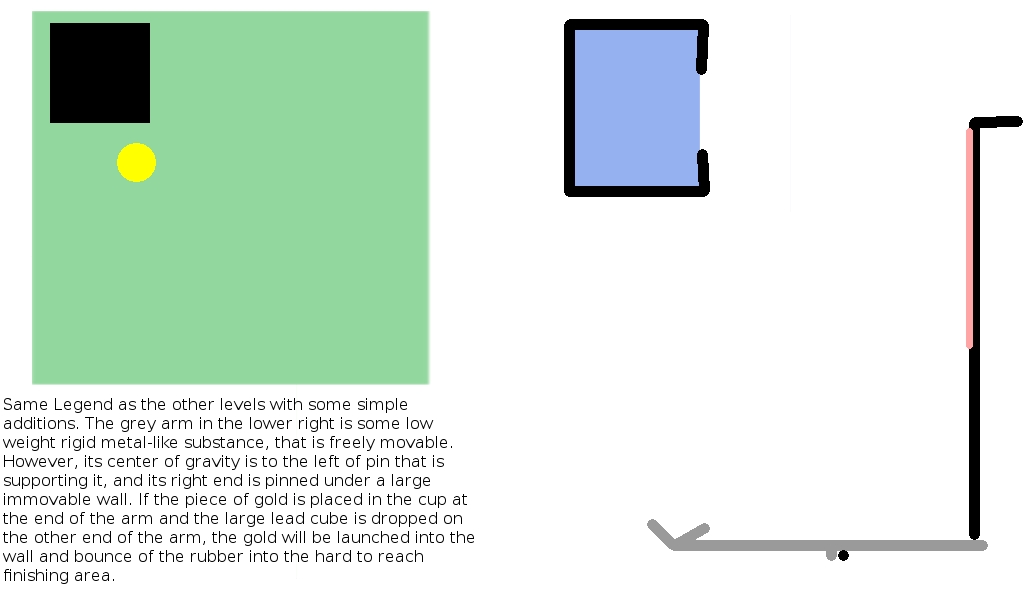 Same Legend as the other levels with some simple
additions. The grey arm in the lower right is some low
weight rigid metal-like substance, that is freely movable.
However, its center of gravity is to the left of pin that is
supporting it, and its right end is pinned under a large
immovable wall. If the piece of gold is placed in the cup at
the end of the arm and the large lead cube is dropped on
the other end of the arm, the gold will be launched into the
wall and bounce of the rubber into the hard to reach
finishing area.